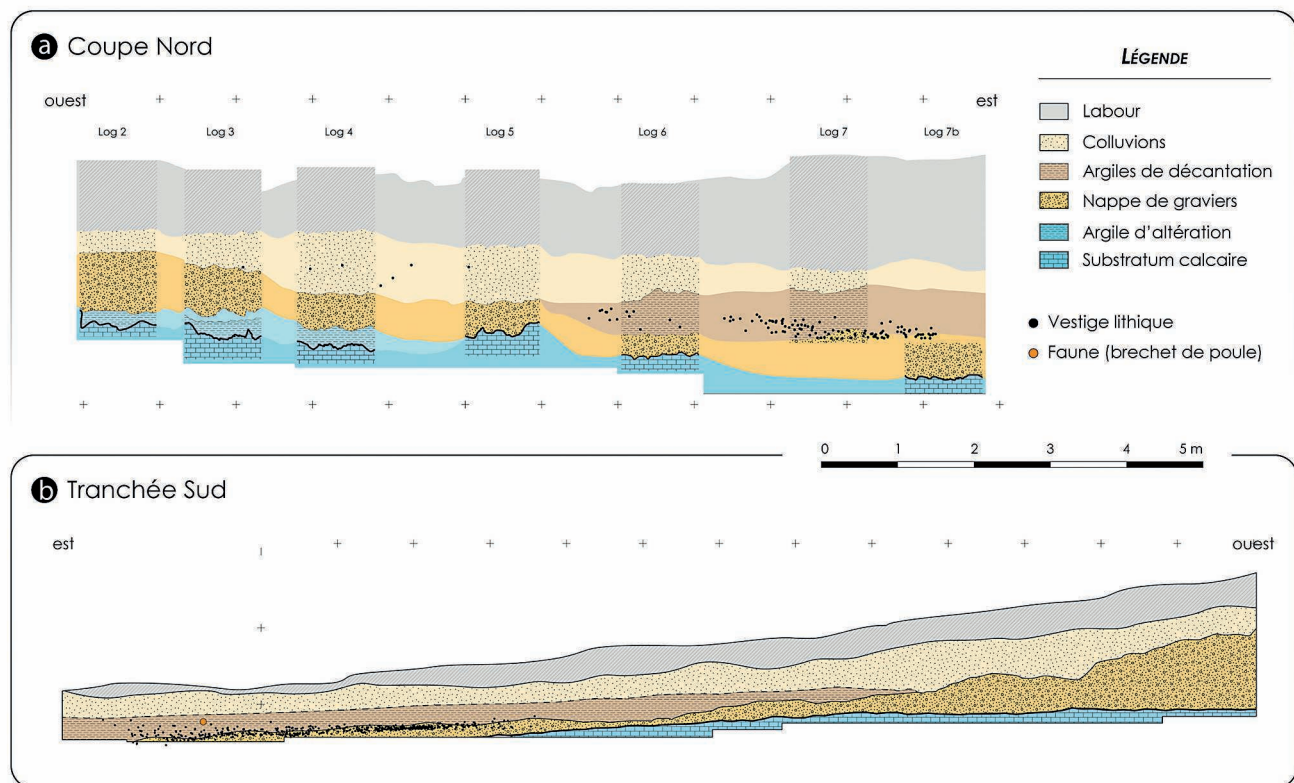 a Coupe Nord
ouest
est
Log 2
Log 3
Log 4
Log 5
Log 6
Log 7
Log 7b
LÉGENDE
Labour
Colluvions
Argiles de décantation
Nappe de graviers
Argile d'altération
Substratum calcaire
Vestige lithique
Faune (brechet de poule)
0 1 2 3 4 5 m
b Tranchée Sud
est
ouest